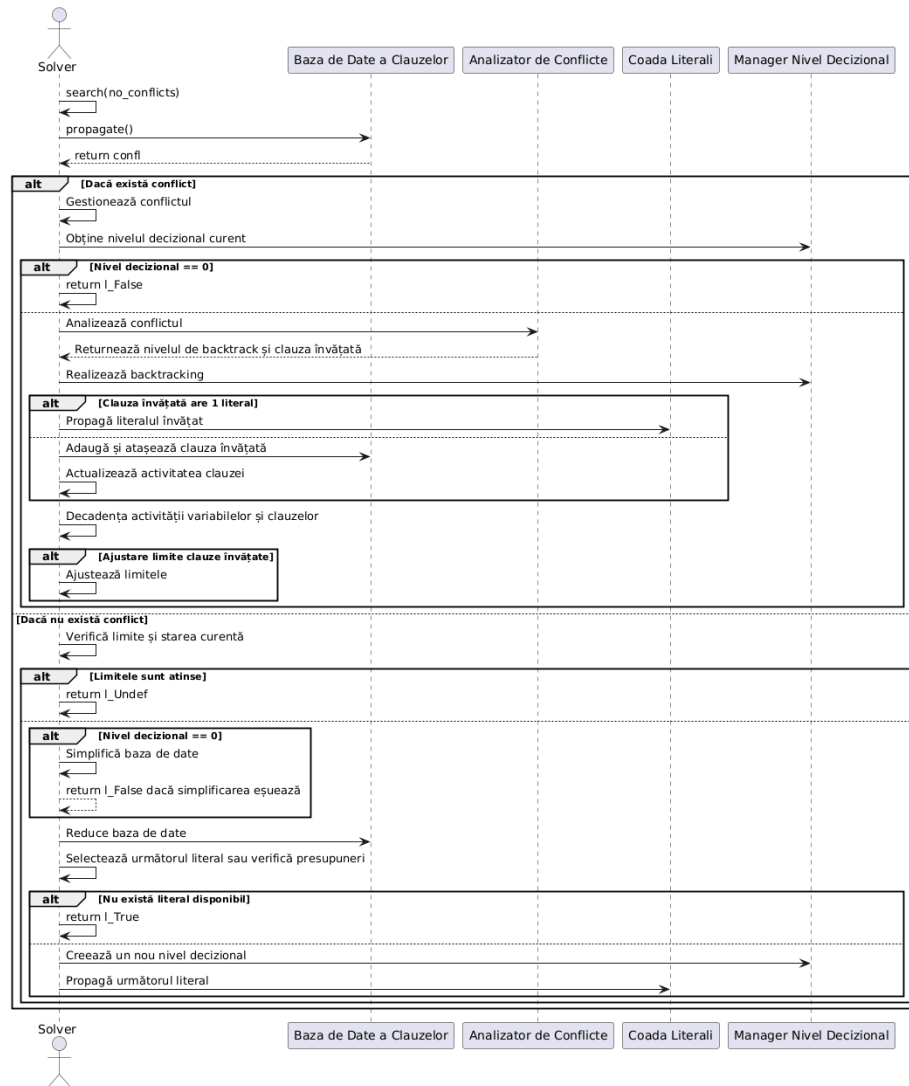 Solver
Baza de Date a Clauzelor
Analizator de Conflicte
Coada Literali
Manager Nivel Decizional
search(no_conflicts)
propagate()
return confl
alt [Dacă există conflict]
Gestionează conflictul
Obține nivelul decizional curent
alt [Nivel decizional == 0]
return l_False
Analizează conflictul
Returnează nivelul de backtrack și clauza învățată
Realizează backtracking
alt [Clauza învățată are 1 literal]
Propagă literalul învățat
Adaugă și atașează clauza învățată
Actualizează activitatea clauzei
Decadența activității variabilelor și clauzelor
alt [Ajustare limite clauze învățate]
Ajustează limitele
[Dacă nu există conflict]
Verifică limite și starea curentă
alt [Limitele sunt atinse]
return l_Undef
alt [Nivel decizional == 0]
Simplifică baza de date
return l_False dacă simplificarea eșuează
Reduce baza de date
Selectează următorul literal sau verifică presupuneri
alt [Nu există literal disponibil]
return l_True
Creează un nou nivel decizional
Propagă următorul literal
Solver
Baza de Date a Clauzelor
Analizator de Conflicte
Coada Literali
Manager Nivel Decizional